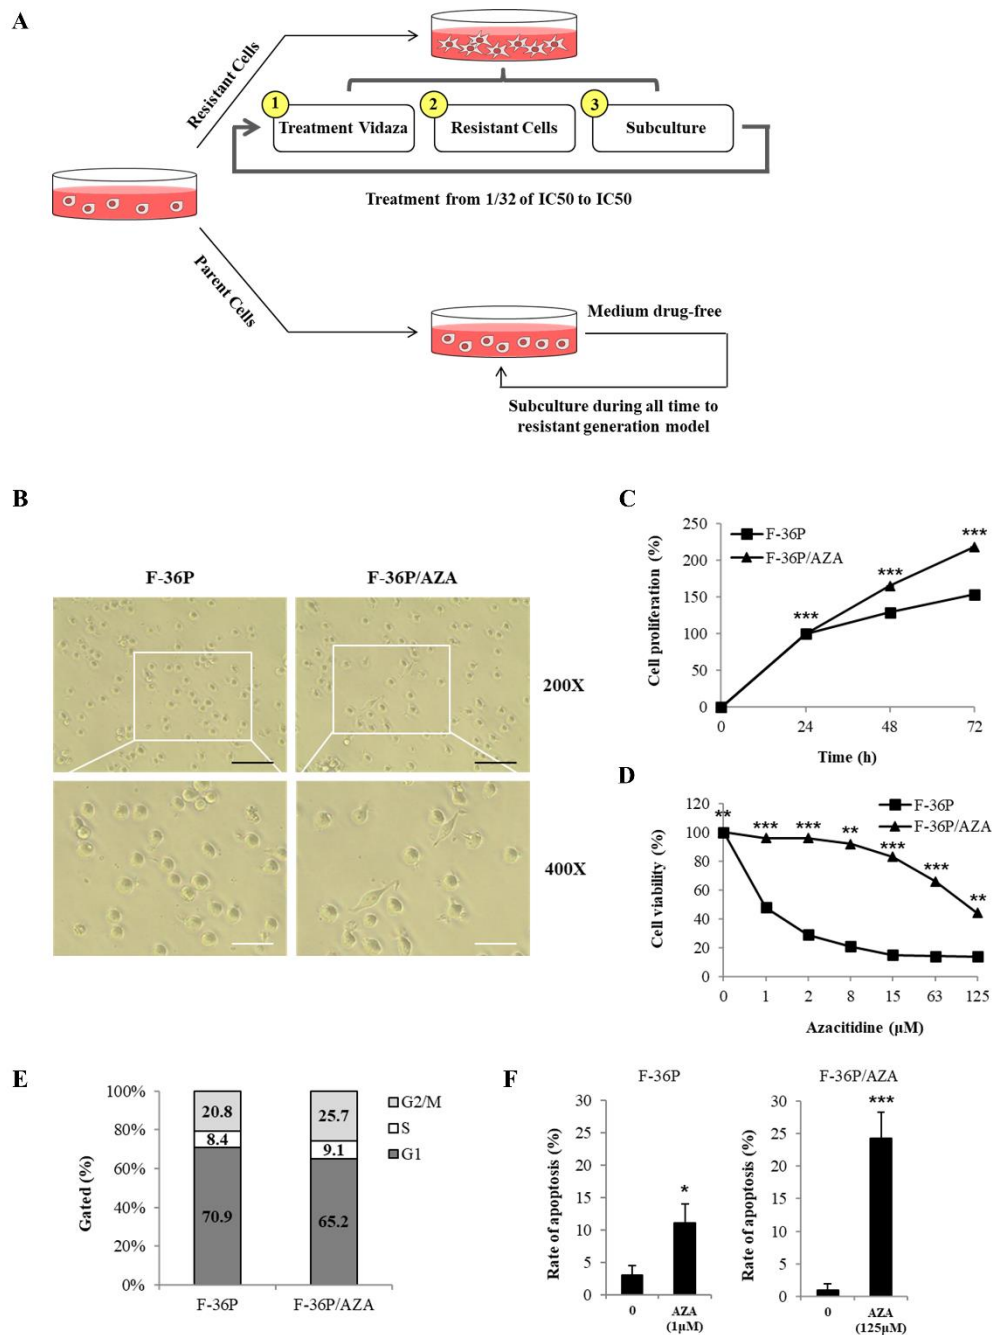 A
Resistant Cells
1
2
3
Treatment Vidaza
Resistant Cells
Subculture
Treatment from 1/32 of IC50 to IC50
Parent Cells
Medium drug-free
Subculture during all time to
resistant generation model
B
F-36P
F-36P/AZA
200X
400X
C
Cell proliferation (%)
250
200
150
100
50
0
F-36P
F-36P/AZA
***
***
***
0
24
48
72
Time (h)
D
Cell viability (%)
120
100
80
60
40
20
0
F-36P
F-36P/AZA
**
***
***
**
***
***
**
0
1
2
8
15
63
125
Azacitidine (µM)
E
Gated (%)
100%
80%
60%
40%
20%
0%
20.8
8.4
70.9
25.7
9.1
65.2
G2/M
S
G1
F-36P
F-36P/AZA
F
F-36P
Rate of apoptosis (%)
30
25
20
15
10
5
0
*
0
AZA
(1µM)
F-36P/AZA
Rate of apoptosis (%)
30
25
20
15
10
5
0
***
0
AZA
(125µM)